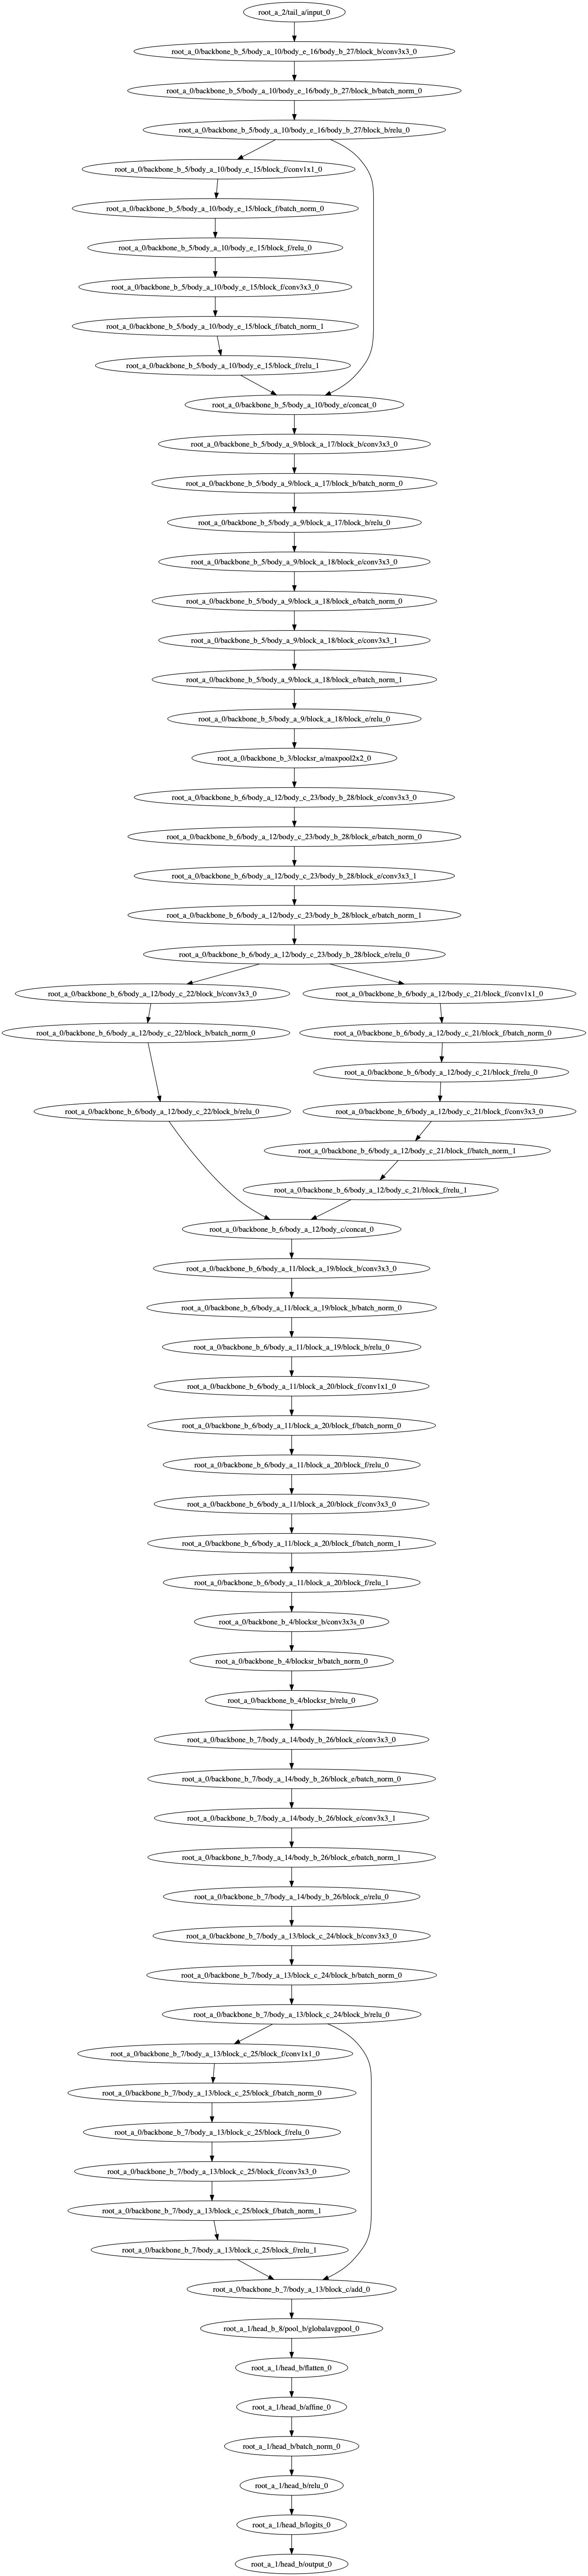 root_a_2/tail_a/input_0
root_a_0/backbone_b_5/body_a_10/body_e_16/body_b_27/block_b/conv3x3_0
root_a_0/backbone_b_5/body_a_10/body_e_16/body_b_27/block_b/batch_norm_0
root_a_0/backbone_b_5/body_a_10/body_e_16/body_b_27/block_b/relu_0
root_a_0/backbone_b_5/body_a_10/body_e_15/block_f/conv1x1_0
root_a_0/backbone_b_5/body_a_10/body_e_15/block_f/batch_norm_0
root_a_0/backbone_b_5/body_a_10/body_e_15/block_f/relu_0
root_a_0/backbone_b_5/body_a_10/body_e_15/block_f/conv3x3_0
root_a_0/backbone_b_5/body_a_10/body_e_15/block_f/batch_norm_1
root_a_0/backbone_b_5/body_a_10/body_e_15/block_f/relu_1
root_a_0/backbone_b_5/body_a_10/body_e/concat_0
root_a_0/backbone_b_5/body_a_9/block_a_17/block_b/conv3x3_0
root_a_0/backbone_b_5/body_a_9/block_a_17/block_b/batch_norm_0
root_a_0/backbone_b_5/body_a_9/block_a_17/block_b/relu_0
root_a_0/backbone_b_5/body_a_9/block_a_18/block_e/conv3x3_0
root_a_0/backbone_b_5/body_a_9/block_a_18/block_e/batch_norm_0
root_a_0/backbone_b_5/body_a_9/block_a_18/block_e/conv3x3_1
root_a_0/backbone_b_5/body_a_9/block_a_18/block_e/batch_norm_1
root_a_0/backbone_b_5/body_a_9/block_a_18/block_e/relu_0
root_a_0/backbone_b_3/blocksr_a/maxpool2x2_0
root_a_0/backbone_b_6/body_a_12/body_c_23/body_b_28/block_e/conv3x3_0
root_a_0/backbone_b_6/body_a_12/body_c_23/body_b_28/block_e/batch_norm_0
root_a_0/backbone_b_6/body_a_12/body_c_23/body_b_28/block_e/conv3x3_1
root_a_0/backbone_b_6/body_a_12/body_c_23/body_b_28/block_e/batch_norm_1
root_a_0/backbone_b_6/body_a_12/body_c_23/body_b_28/block_e/relu_0
root_a_0/backbone_b_6/body_a_12/body_c_22/block_b/conv3x3_0
root_a_0/backbone_b_6/body_a_12/body_c_21/block_f/conv1x1_0
root_a_0/backbone_b_6/body_a_12/body_c_22/block_b/batch_norm_0
root_a_0/backbone_b_6/body_a_12/body_c_21/block_f/batch_norm_0
root_a_0/backbone_b_6/body_a_12/body_c_21/block_f/relu_0
root_a_0/backbone_b_6/body_a_12/body_c_22/block_b/relu_0
root_a_0/backbone_b_6/body_a_12/body_c_21/block_f/conv3x3_0
root_a_0/backbone_b_6/body_a_12/body_c_21/block_f/batch_norm_1
root_a_0/backbone_b_6/body_a_12/body_c_21/block_f/relu_1
root_a_0/backbone_b_6/body_a_12/body_c/concat_0
root_a_0/backbone_b_6/body_a_11/block_a_19/block_b/conv3x3_0
root_a_0/backbone_b_6/body_a_11/block_a_19/block_b/batch_norm_0
root_a_0/backbone_b_6/body_a_11/block_a_19/block_b/relu_0
root_a_0/backbone_b_6/body_a_11/block_a_20/block_f/conv1x1_0
root_a_0/backbone_b_6/body_a_11/block_a_20/block_f/batch_norm_0
root_a_0/backbone_b_6/body_a_11/block_a_20/block_f/relu_0
root_a_0/backbone_b_6/body_a_11/block_a_20/block_f/conv3x3_0
root_a_0/backbone_b_6/body_a_11/block_a_20/block_f/batch_norm_1
root_a_0/backbone_b_6/body_a_11/block_a_20/block_f/relu_1
root_a_0/backbone_b_4/blocksr_b/conv3x3s_0
root_a_0/backbone_b_4/blocksr_b/batch_norm_0
root_a_0/backbone_b_4/blocksr_b/relu_0
root_a_0/backbone_b_7/body_a_14/body_b_26/block_e/conv3x3_0
root_a_0/backbone_b_7/body_a_14/body_b_26/block_e/batch_norm_0
root_a_0/backbone_b_7/body_a_14/body_b_26/block_e/conv3x3_1
root_a_0/backbone_b_7/body_a_14/body_b_26/block_e/batch_norm_1
root_a_0/backbone_b_7/body_a_14/body_b_26/block_e/relu_0
root_a_0/backbone_b_7/body_a_13/block_c_24/block_b/conv3x3_0
root_a_0/backbone_b_7/body_a_13/block_c_24/block_b/batch_norm_0
root_a_0/backbone_b_7/body_a_13/block_c_24/block_b/relu_0
root_a_0/backbone_b_7/body_a_13/block_c_25/block_f/conv1x1_0
root_a_0/backbone_b_7/body_a_13/block_c_25/block_f/batch_norm_0
root_a_0/backbone_b_7/body_a_13/block_c_25/block_f/relu_0
root_a_0/backbone_b_7/body_a_13/block_c_25/block_f/conv3x3_0
root_a_0/backbone_b_7/body_a_13/block_c_25/block_f/batch_norm_1
root_a_0/backbone_b_7/body_a_13/block_c_25/block_f/relu_1
root_a_0/backbone_b_7/body_a_13/block_c/add_0
root_a_1/head_b_8/pool_b/globalavgpool_0
root_a_1/head_b/flatten_0
root_a_1/head_b/affine_0
root_a_1/head_b/batch_norm_0
root_a_1/head_b/relu_0
root_a_1/head_b/logits_0
root_a_1/head_b/output_0